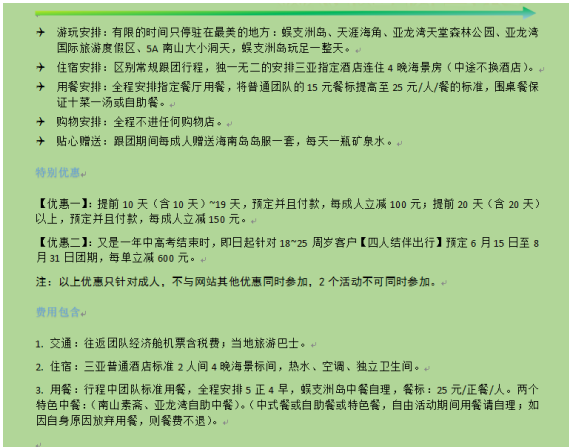 游玩安排：有限的时间只停驻在最美的地方：蜈支洲岛、天涯海角、亚龙湾天堂森林公园、亚龙湾
国际旅游度假区、5A 南山大小洞天，蜈支洲岛玩足一整天。
住宿安排：区别常规跟团行程，独一无二的安排三亚指定酒店连住 4 晚海景房（中途不换酒店）。
用餐安排：全程安排指定餐厅用餐，将普通团队的 15 元餐标提高至 25 元/人/餐的标准，围桌餐保
证十菜一汤或自助餐。
购物安排：全程不进任何购物店。
贴心赠送：跟团期间每成人赠送海南岛岛服一套，每天一瓶矿泉水。
特别优惠
【优惠一】：提前 10 天（含 10 天）~19 天，预定并且付款，每成人立减 100 元；提前 20 天（含 20 天）
以上，预定并且付款，每成人立减 150 元。
【优惠二】：又是一年中高考结束时，即日起针对 18~25 周岁客户【四人结伴出行】预定 6 月 15 日至 8
月 31 日团期，每单立减 600 元。
注：以上优惠只针对成人，不与网站其他优惠同时参加，2 个活动不可同时参加。
费用包含
1. 交通：往返团队经济舱机票含税费；当地旅游巴士。
2. 住宿：三亚普通酒店标准 2 人间 4 晚海景标间，热水、空调、独立卫生间。
3. 用餐：行程中团队标准用餐，全程安排 5 正 4 早，蜈支洲岛中餐自理，餐标：25 元/正餐/人。两个
特色中餐：（南山素斋、亚龙湾自助中餐）。（中式餐或自助餐或特色餐，自由活动期间用餐请自理；如
因自身原因放弃用餐，则餐费不退）。